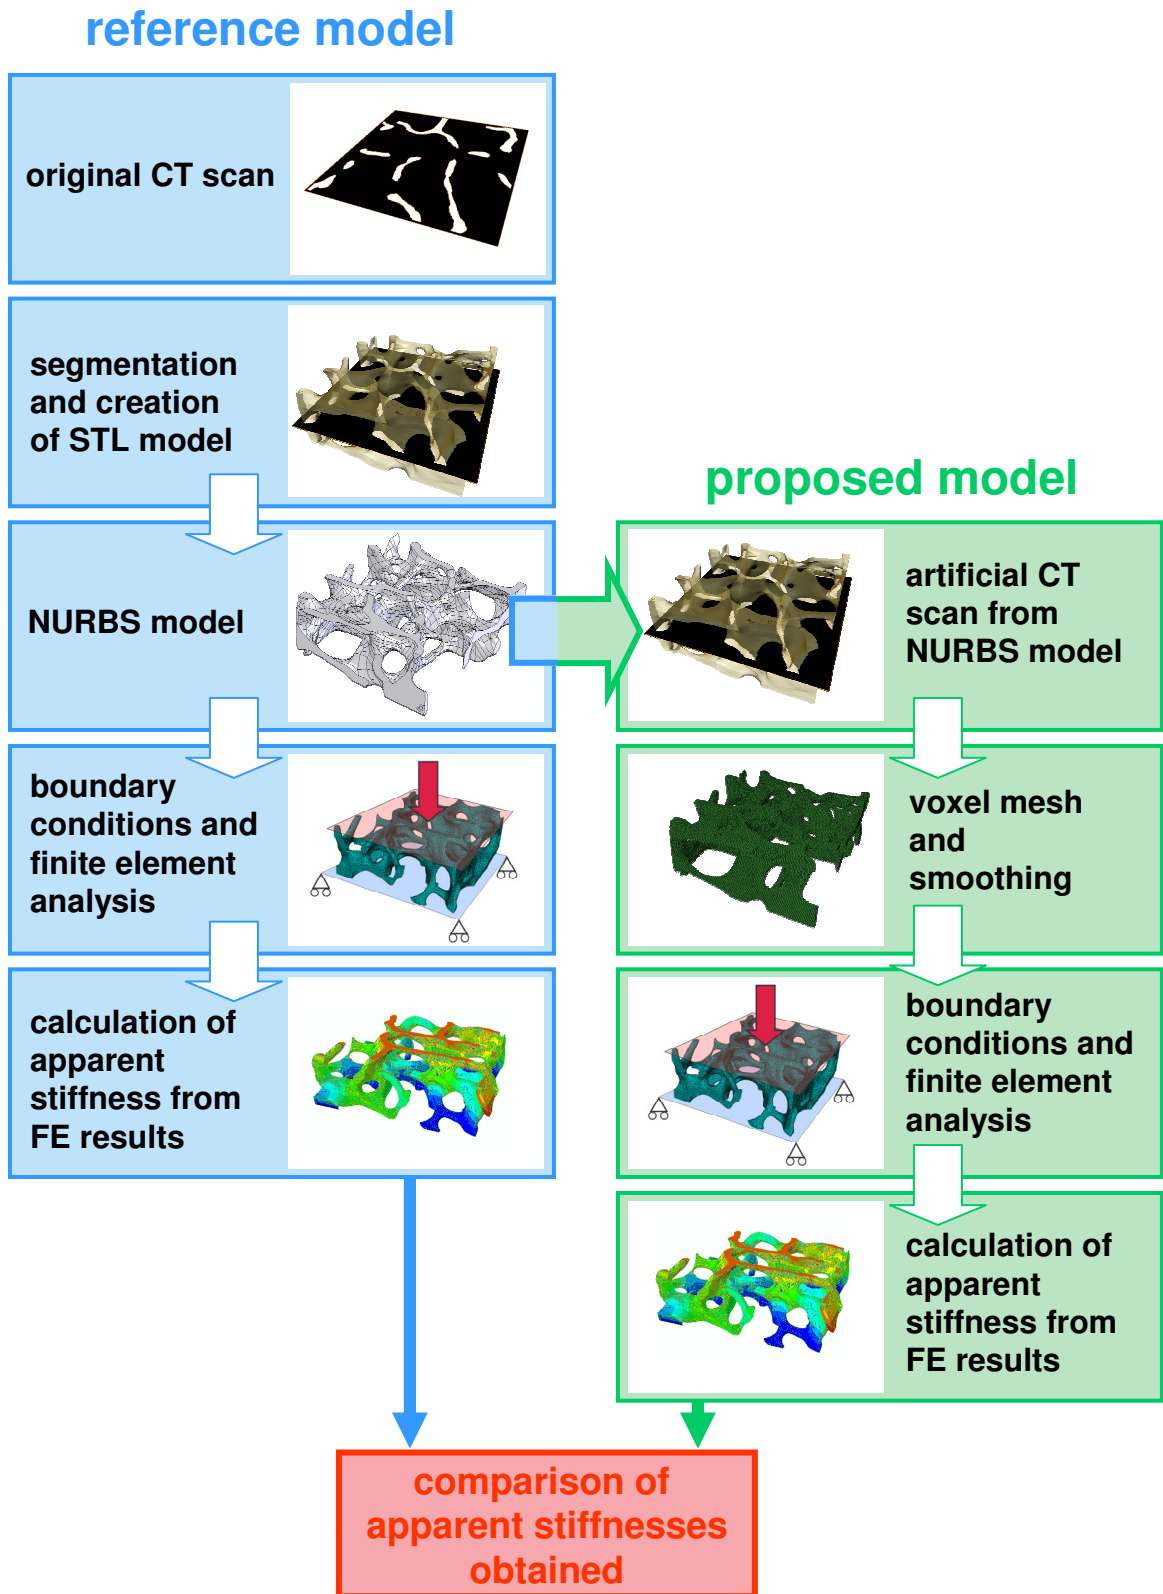 reference model
original CT scan
segmentation
and creation
of STL model
NURBS model
boundary
conditions and
finite element
analysis
calculation of
apparent
stiffness from
FE results
proposed model
artificial CT
scan from
NURBS model
voxel mesh
and
smoothing
boundary
conditions and
finite element
analysis
calculation of
apparent
stiffness from
FE results
comparison of
apparent stiffnesses
obtained